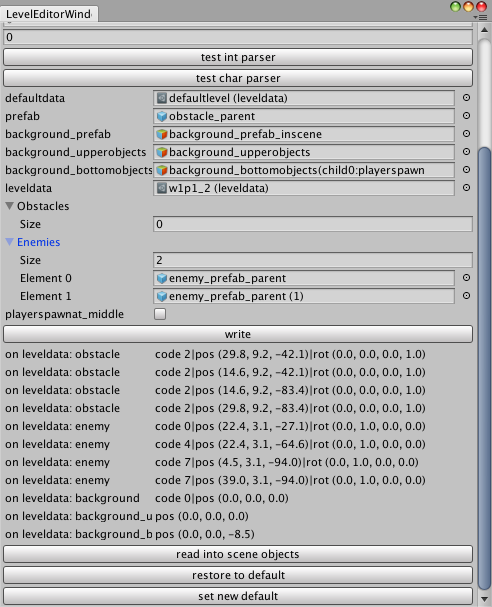 LevelEditorWind
0
test int parser
test char parser
defaultdata defaultlevel (leveldata)
prefab obstacle_parent
background_prefab background_prefab_inscene
background_upperobjects background_upperobjects
background_bottomobjects background_bottomobjects(child0:playerspawn
leveldata w1p1_2 (leveldata)
Obstacles
Size 0
Enemies
Size 2
Element 0 enemy_prefab_parent
Element 1 enemy_prefab_parent (1)
playerspawnat_middle
write
on leveldata: obstacle code 2|pos (29.8, 9.2, -42.1)|rot (0.0, 0.0, 0.0, 1.0)
on leveldata: obstacle code 2|pos (14.6, 9.2, -42.1)|rot (0.0, 0.0, 0.0, 1.0)
on leveldata: obstacle code 2|pos (14.6, 9.2, -83.4)|rot (0.0, 0.0, 0.0, 1.0)
on leveldata: obstacle code 2|pos (29.8, 9.2, -83.4)|rot (0.0, 0.0, 0.0, 1.0)
on leveldata: enemy code 0|pos (22.4, 3.1, -27.1)|rot (0.0, 1.0, 0.0, 0.0)
on leveldata: enemy code 4|pos (22.4, 3.1, -64.6)|rot (0.0, 1.0, 0.0, 0.0)
on leveldata: enemy code 7|pos (4.5, 3.1, -94.0)|rot (0.0, 1.0, 0.0, 0.0)
on leveldata: enemy code 7|pos (39.0, 3.1, -94.0)|rot (0.0, 1.0, 0.0, 0.0)
on leveldata: background code 0|pos (0.0, 0.0, 0.0)
on leveldata: background_u pos (0.0, 0.0, 0.0)
on leveldata: background_b pos (0.0, 0.0, -8.5)
read into scene objects
restore to default
set new default